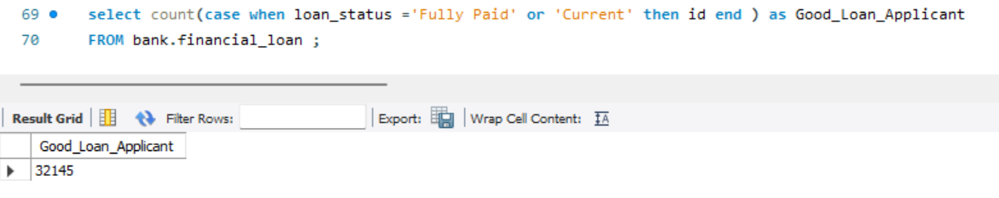 69 select count(case when loan_status ='Fully Paid' or 'Current' then id end ) as Good_Loan_Applicant
70 FROM bank.financial_loan ;
Result Grid Filter Rows: Export: Wrap Cell Content: IA
Good_Loan_Applicant
32145